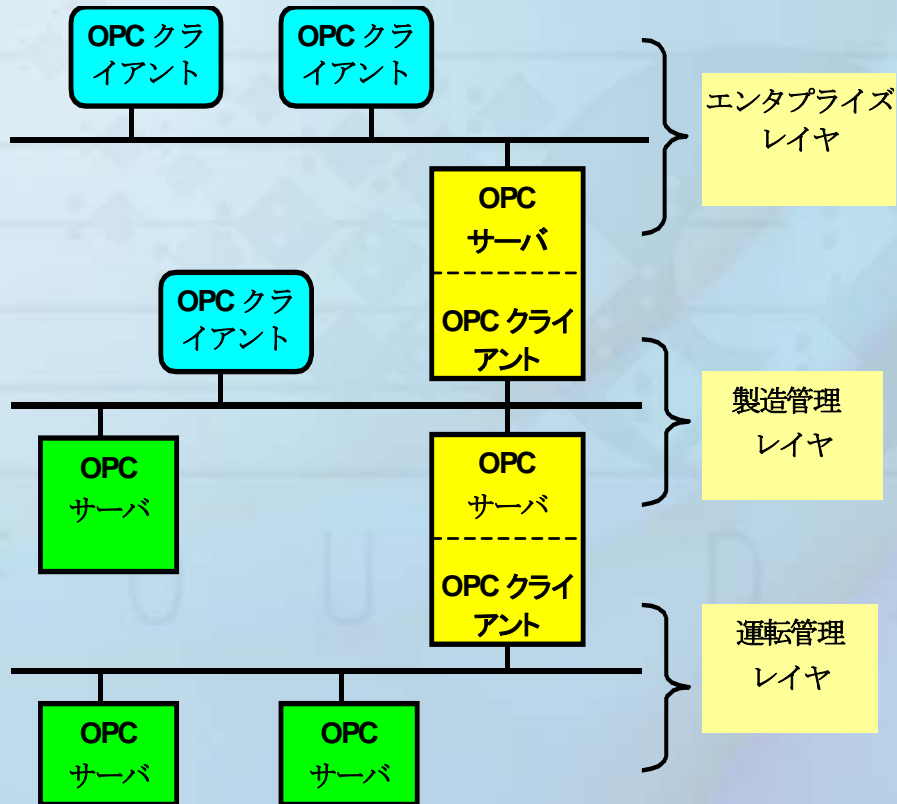 OPC クラ
イアント
OPC クラ
イアント
エンタプライズ
レイヤ
OPC
サーバ
OPC クライ
アント
OPC クラ
イアント
製造管理
レイヤ
OPC
サーバ
OPC
サーバ
OPC クライ
アント
運転管理
レイヤ
OPC
サーバ
OPC
サーバ